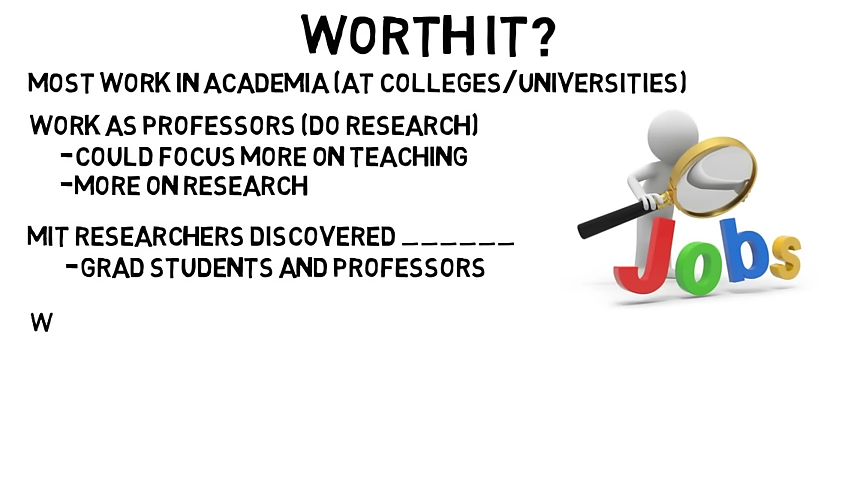 WORTH IT?
MOST WORK IN ACADEMIA (AT COLLEGES/UNIVERSITIES)
WORK AS PROFESSORS (DO RESEARCH)
-COULD FOCUS MORE ON TEACHING
-MORE ON RESEARCH
MIT RESEARCHERS DISCOVERED ______
-GRAD STUDENTS AND PROFESSORS
W
Jobs